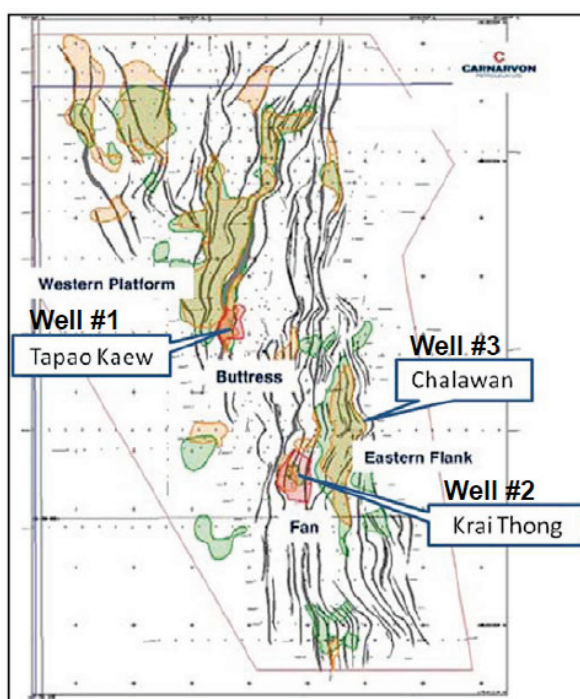 CARNARVON
PETROLEUM LTD
Western Platform
Well #1
Tapao Kaew
Well #3
Chalawan
Buttress
Eastern Flank
Well #2
Krai Thong
Fan